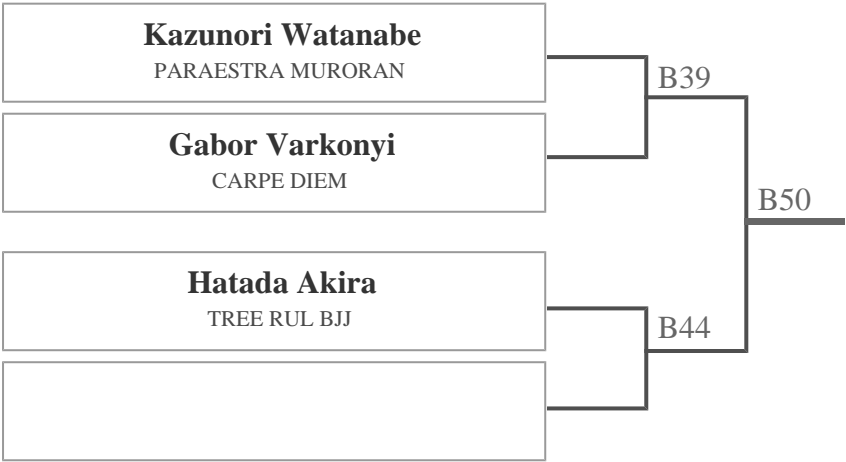 Kazunori Watanabe
PARAESTRA MURORAN
B39
Gabor Varkonyi
CARPE DIEM
B50
Hatada Akira
TREE RUL BJJ
B44